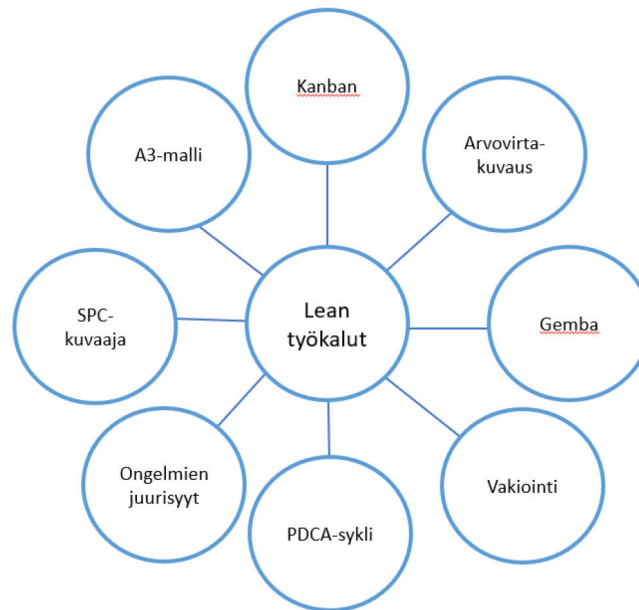 Kanban
A3-malli
Arvovirta-
kuvaus
SPC-
kuvaaja
Lean
työkalut
Gemba
Ongelmien
juurisyyt
Vakiointi
PDCA-sykli